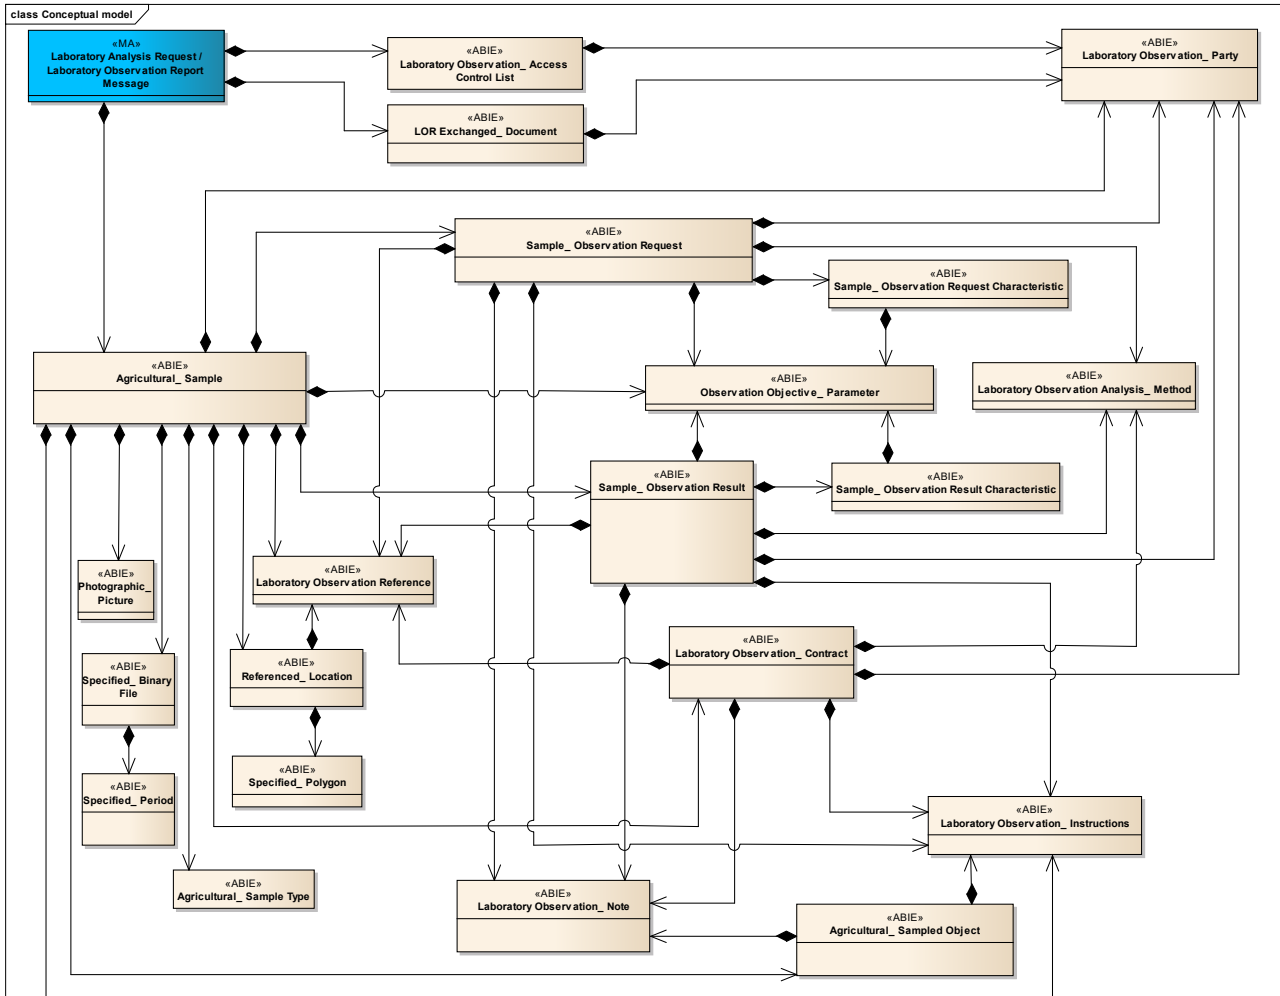 class Conceptual model
«MA»
Laboratory Analysis Request /
Laboratory Observation Report
Message
«ABIE»
Laboratory Observation_ Access
Control List
«ABIE»
Laboratory Observation_ Party
«ABIE»
LOR Exchanged_ Document
«ABIE»
Sample_ Observation Request
«ABIE»
Sample_ Observation Request Characteristic
«ABIE»
Agricultural_ Sample
«ABIE»
Observation Objective_ Parameter
«ABIE»
Laboratory Observation Analysis_ Method
«ABIE»
Sample_ Observation Result
«ABIE»
Sample_ Observation Result Characteristic
«ABIE»
Photographic_
Picture
«ABIE»
Laboratory Observation Reference
«ABIE»
Laboratory Observation_ Contract
«ABIE»
Specified_ Binary
File
«ABIE»
Referenced_ Location
«ABIE»
Specified_ Polygon
«ABIE»
Specified_ Period
«ABIE»
Laboratory Observation_ Instructions
«ABIE»
Agricultural_ Sample Type
«ABIE»
Laboratory Observation_ Note
«ABIE»
Agricultural_ Sampled Object